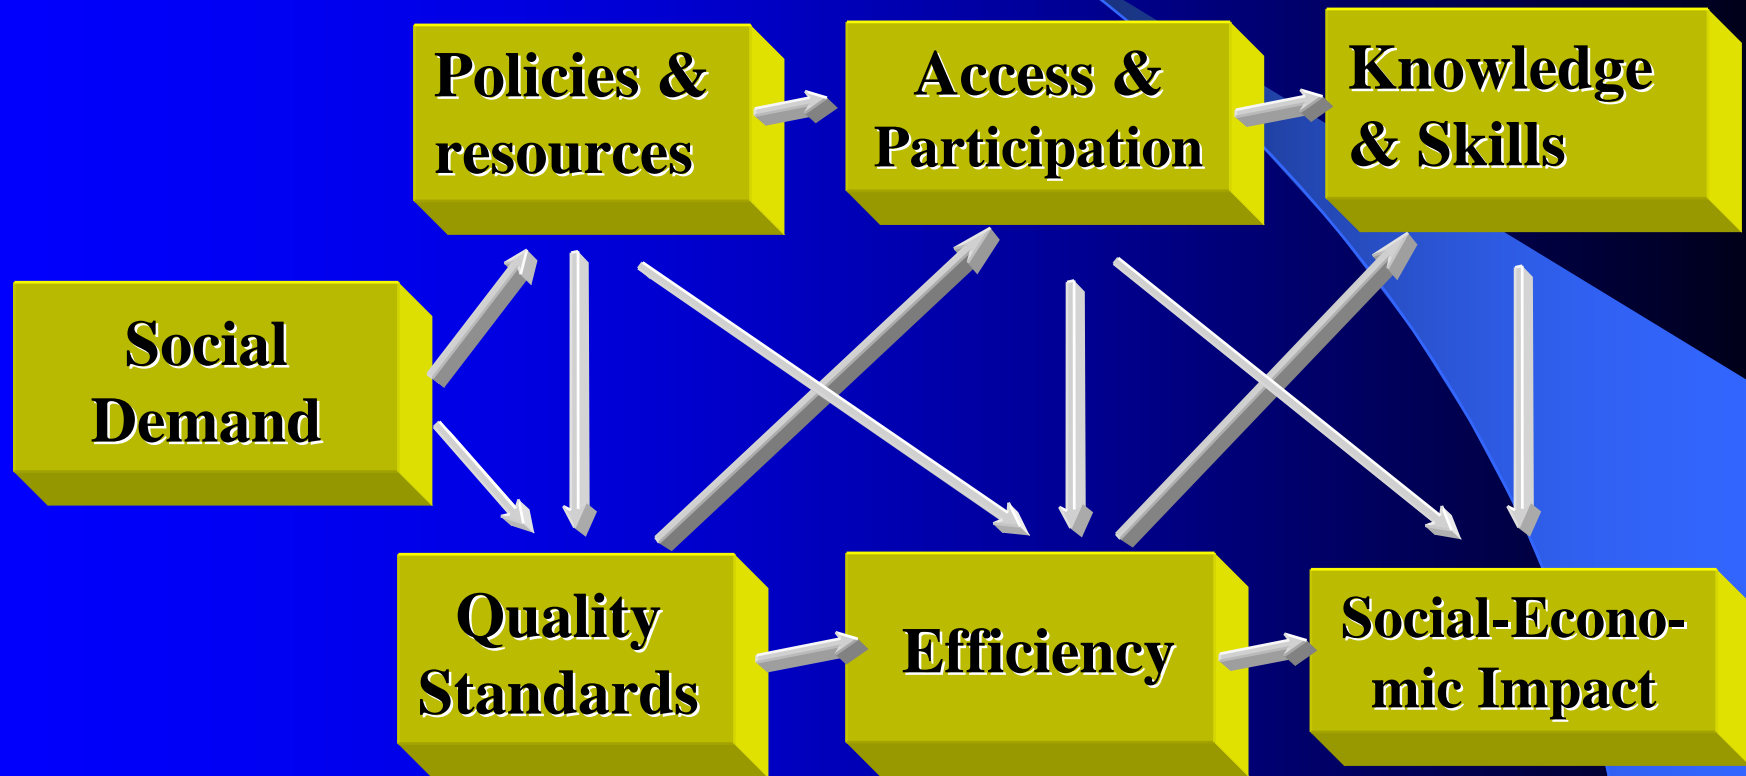 Policies &
resources
Access &
Participation
Knowledge
& Skills
Social
Demand
Quality
Standards
Efficiency
Social-Econo-
mic Impact